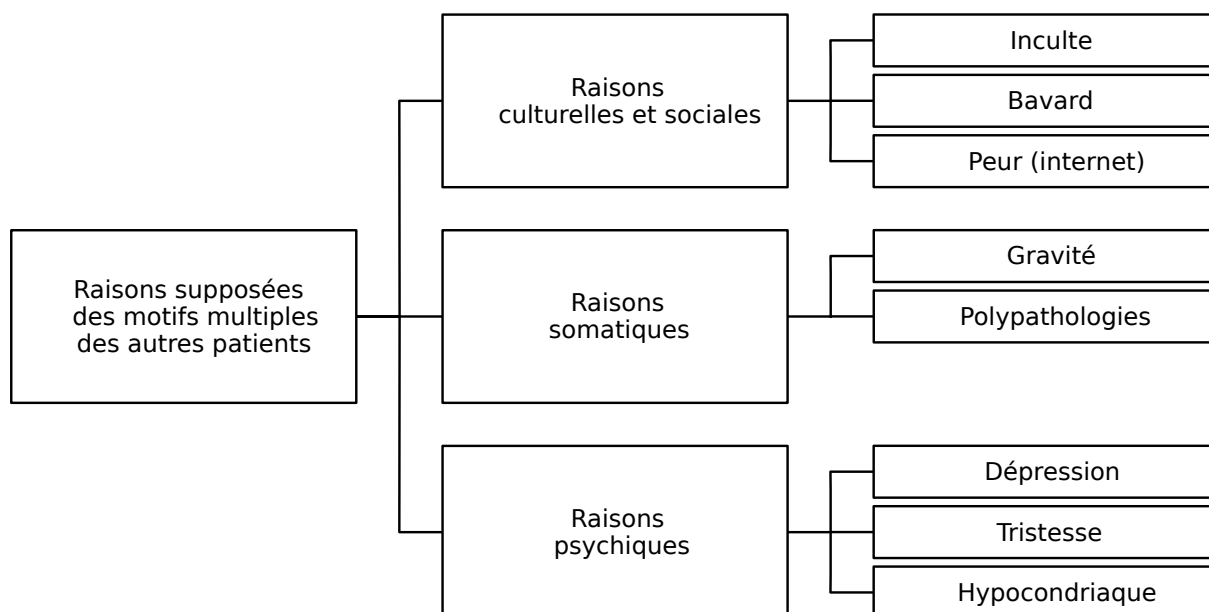 Raisons supposées
des motifs multiples
des autres patients
Raisons
culturelles et sociales
Inculte
Bavard
Peur (internet)
Raisons
somatiques
Gravité
Polypathologies
Raisons
psychiques
Dépression
Tristesse
Hypocondriaque